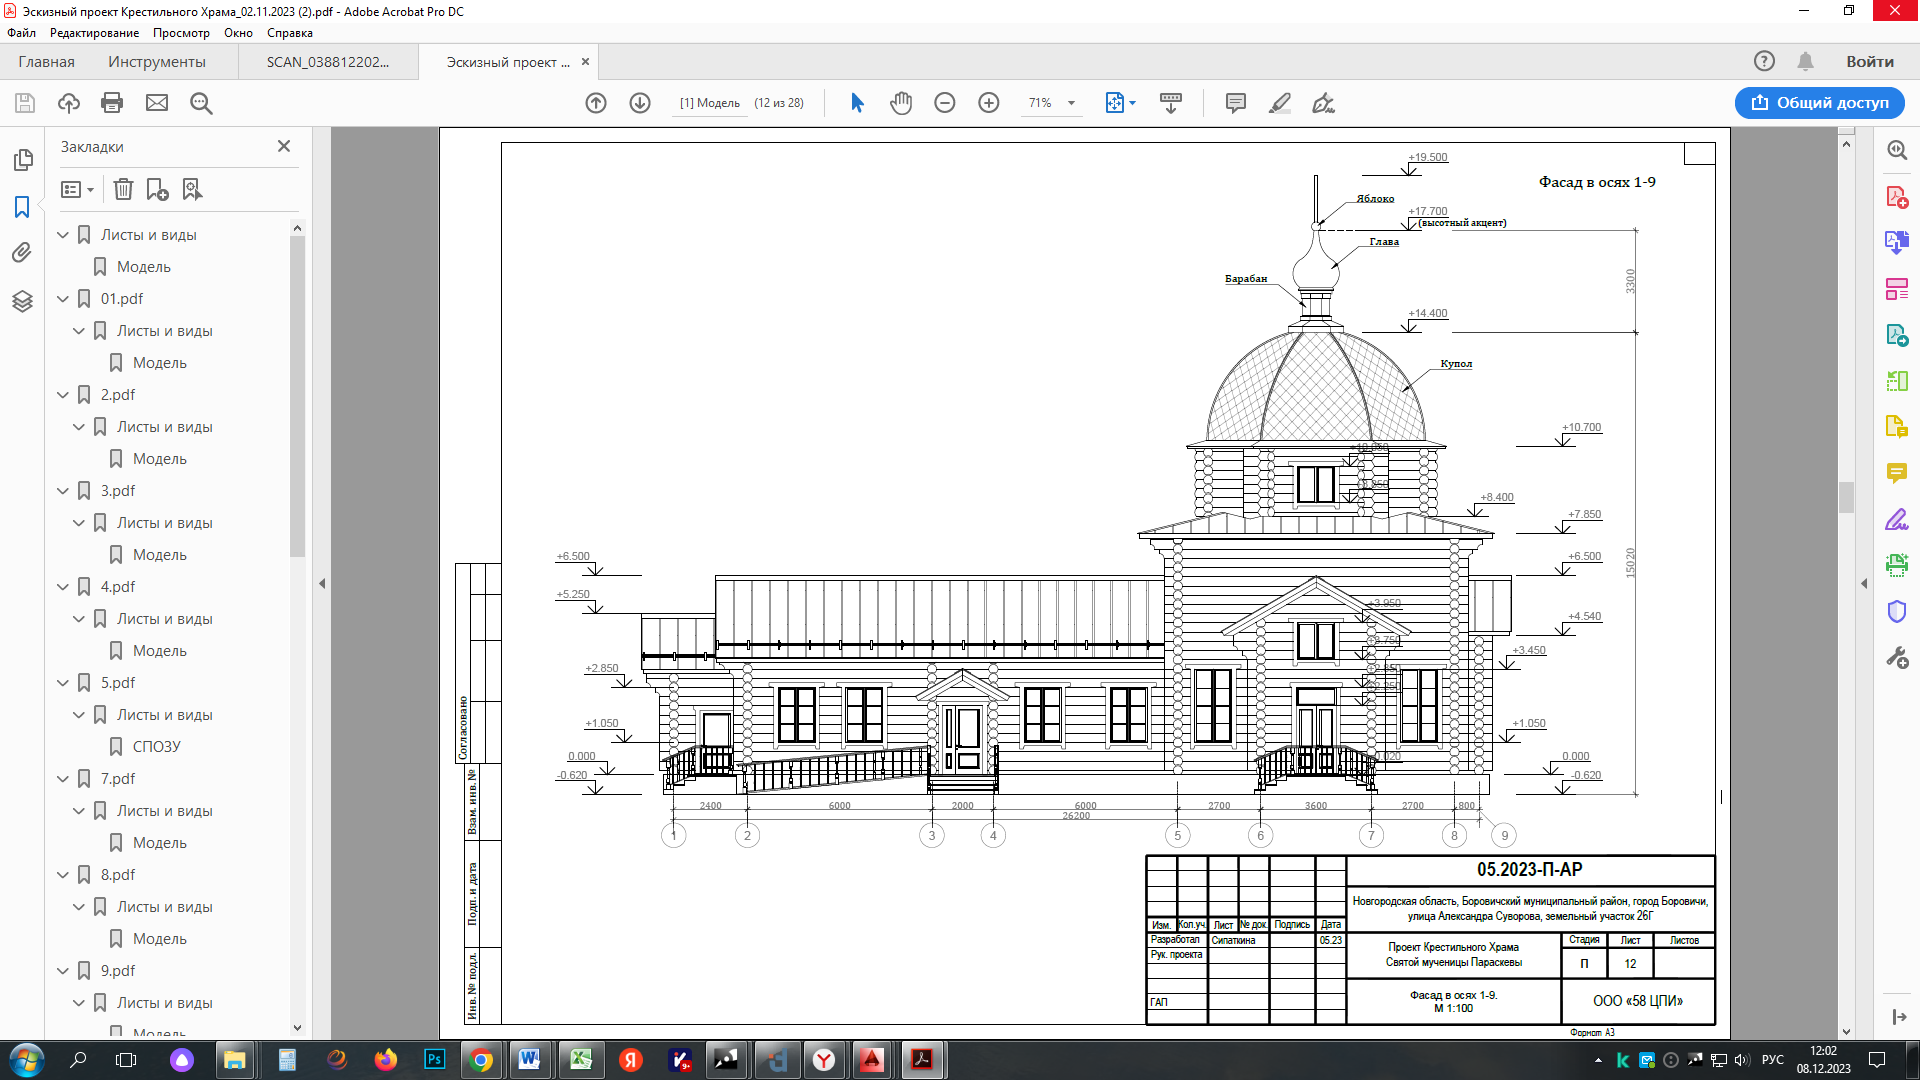 Эскизный проект Крестильного Храма_02.11.2023 (2).pdf - Adobe Acrobat Pro DC
Файл Редактирование Просмотр Окно Справка
Главная Инструменты SCAN_038812202... Эскизный проект ... Войти
[1] Модель (12 из 28) 71% Общий доступ
Закладки
Листы и виды
Модель
01.pdf
Листы и виды
Модель
2.pdf
Листы и виды
Модель
3.pdf
Листы и виды
Модель
4.pdf
Листы и виды
Модель
5.pdf
Листы и виды
СПОЗУ
7.pdf
Листы и виды
Модель
8.pdf
Листы и виды
Модель
9.pdf
Листы и виды
Модель
Фасад в осях 1-9
+19.500
Яблоко
+17.700
(высотный акцент)
Глава
Барабан
3300
+14.400
Купол
+10.700
+8.400
+7.850
+6.500
+6.500
15020
+5.250
+3.950
+4.540
+3.750
+3.450
+2.850
+2.850
+2.250
+1.050
+1.050
0.000
0.000
-0.620
-0.620
2400 6000 2000 6000 2700 3600 2700 800
26200
1 2 3 4 5 6 7 8 9
Согласовано
Взам. инв.№
Подп. и дата
Инв. № подл.
05.2023-П-АР
Новгородская область, Боровичский муниципальный район, город Боровичи,
улица Александра Суворова, земельный участок 26Г
Изм. Кол.уч. Лист № док. Подпись Дата
Разработал Сипаткина 05.23
Рук. проекта
ГАП
Проект Крестильного Храма
Святой мученицы Параскевы
Стадия Лист Листов
П 12
Фасад в осях 1-9.
М 1:100
ООО «58 ЦПИ»
Формат А3
РУС
12:02
08.12.2023